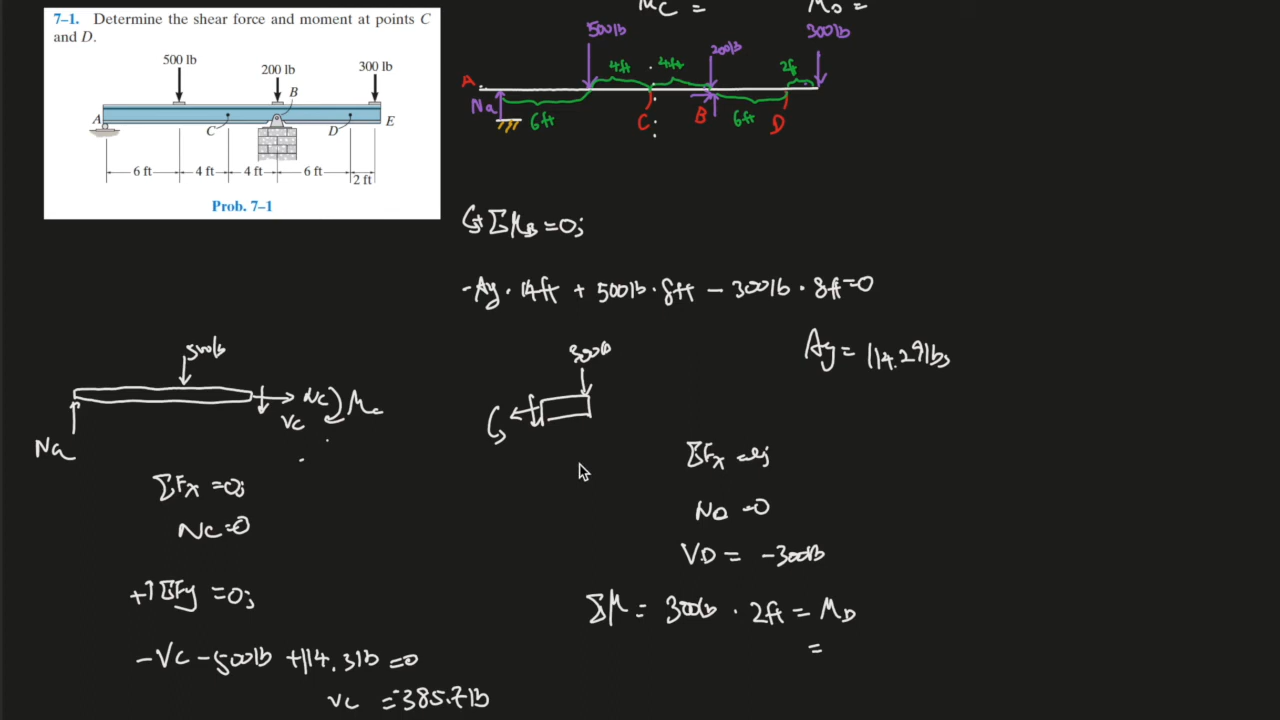 7–1. Determine the shear force and moment at points C
and D.
500 lb
200 lb
300 lb
B
A
C
D
E
6 ft
4 ft
4 ft
6 ft
2 ft
Prob. 7–1
MC =
MD =
500lb
200lb
300lb
4ft
4ft
2f
A
Na
6ft
C
B
6ft
D
+ΣMB=0;
-Ay · 14ft + 500lb · 8ft - 300lb · 8ft=0
Ay = 114.29lbs
500lb
Na
NC
VC
Mc
300lb
ΣFx =0;
NC=0
+↑ΣFy =0;
-VC -500lb +114.3lb =0
VC =-385.7lb
ΣFx =0;
ND =0
VD = -300lb
ΣM = 300lb · 2ft = MD
=